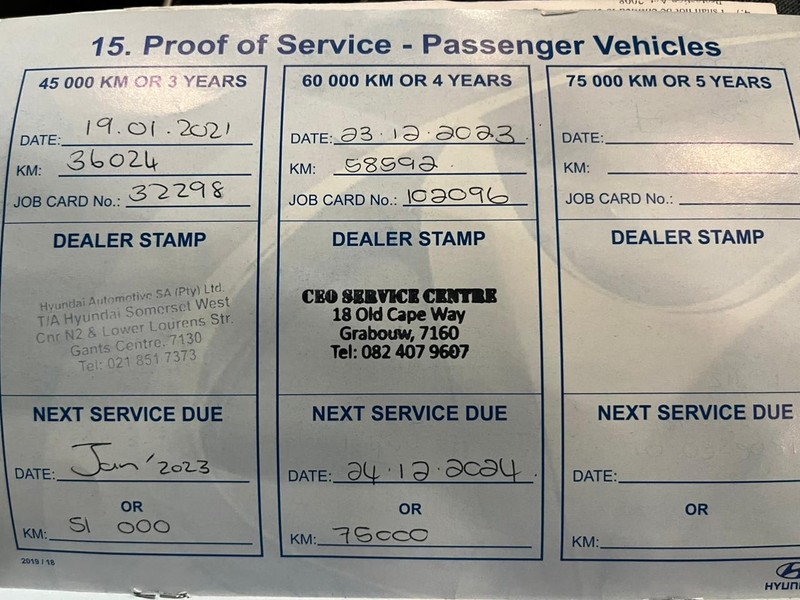 15. Proof of Service - Passenger Vehicles
45 000 KM OR 3 YEARS
DATE: 19.01.2021
KM: 36024
JOB CARD No.: 32298
DEALER STAMP
Hyundai Automotive SA (Pty) Ltd.
T/A Hyundai Somerset West
Cnr N2 & Lower Lourens Str.
Gants Centre, 7130
Tel: 021 851 7373
NEXT SERVICE DUE
DATE: Jan' 2023
OR
KM: 51 000
2019 / 18
60 000 KM OR 4 YEARS
DATE: 23.12.2023
KM: 58592
JOB CARD No.: 102096
DEALER STAMP
CEO SERVICE CENTRE
18 Old Cape Way
Grabouw, 7160
Tel: 082 407 9607
NEXT SERVICE DUE
DATE: 24.12.2024
OR
KM: 75000
75 000 KM OR 5 YEARS
DATE:
KM:
JOB CARD No.:
DEALER STAMP
NEXT SERVICE DUE
DATE:
OR
KM: